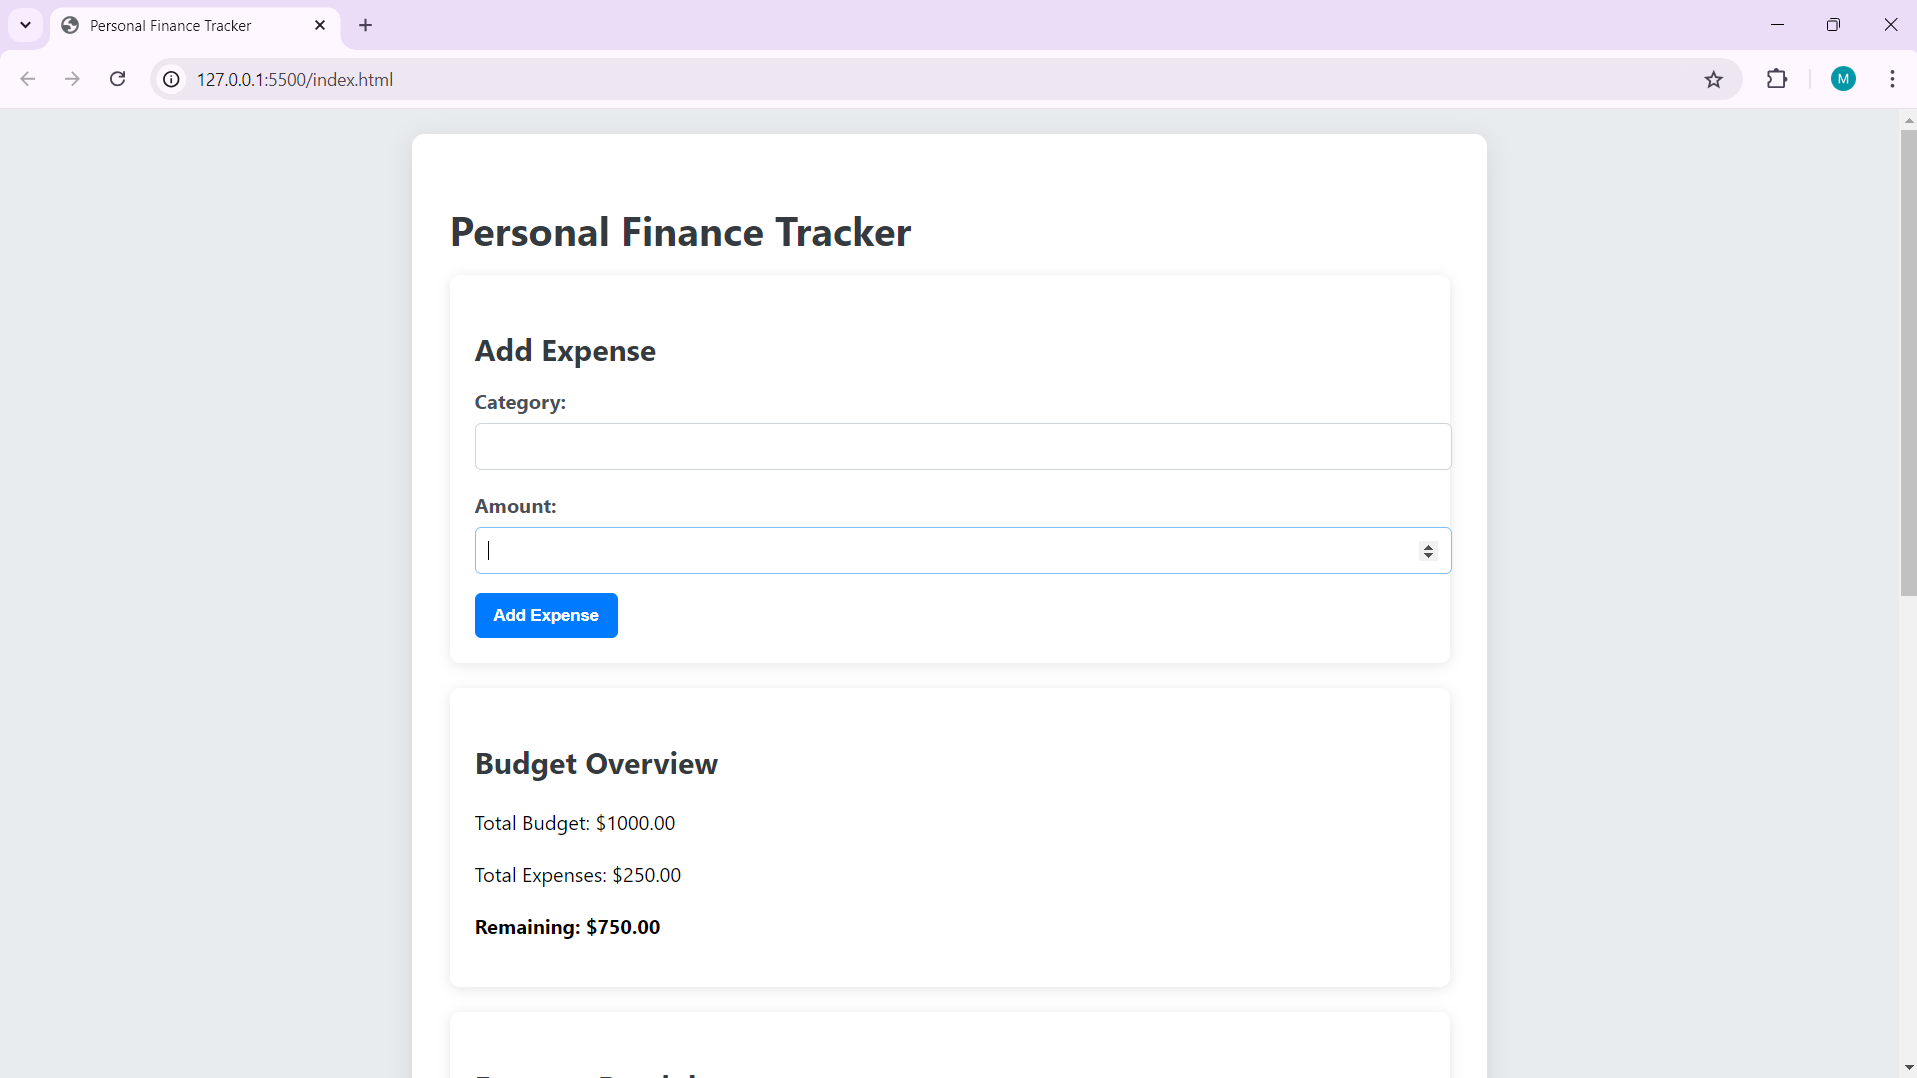 Personal Finance Tracker
127.0.0.1:5500/index.html
M
Personal Finance Tracker
Add Expense
Category:
Amount:
Add Expense
Budget Overview
Total Budget: $1000.00
Total Expenses: $250.00
Remaining: $750.00